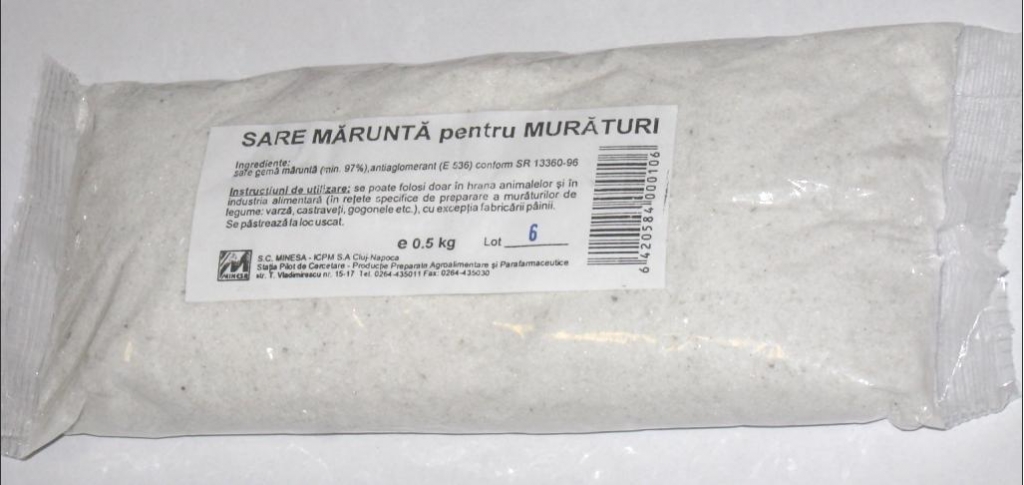 SARE MĂRUNTĂ pentru MURĂTURI
Ingrediente:
sare gemă măruntă (min. 97%),antiaglomerant (E 536) conform SR 13360-96
Instrucțiuni de utilizare: se poate folosi doar în hrana animalelor și în
industria alimentară (în rețete specifice de preparare a murăturilor de
legume: varză, castraveți, gogonele etc.), cu excepția fabricării pâinii.
Se păstrează la loc uscat.
e 0.5 kg Lot 6
MINESA
S.C. MINESA - ICPM S.A Cluj-Napoca
Stația Pilot de Cercetare - Producție Preparate Agroalimentare și Parafarmaceutice
str. T. Vladimirescu nr. 15-17 Tel. 0264-435011 Fax: 0264-435030
6 420584 000106